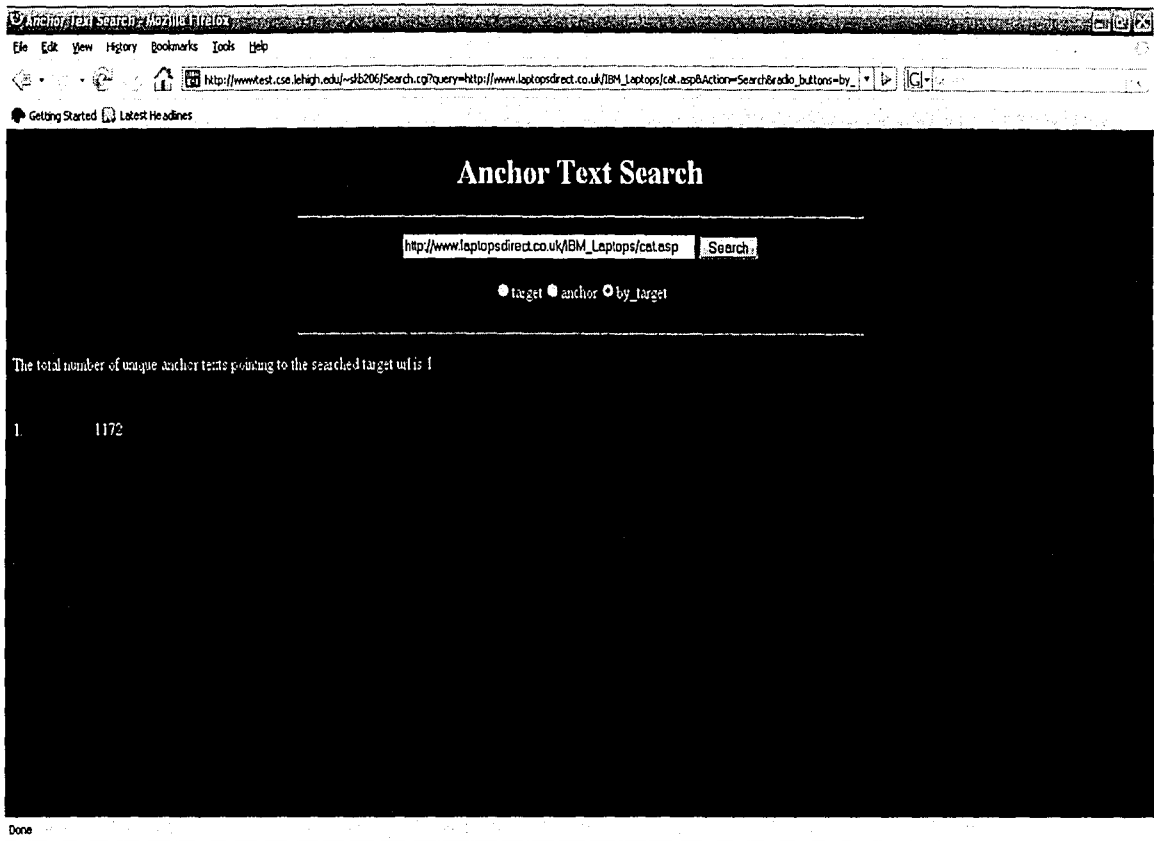 Anchor Text Search - Mozilla Firefox
File Edit View History Bookmarks Tools Help
http://wwwtest.cse.lehigh.edu/~skb206/Search.cgi?query=http://www.laptopsdirect.co.uk/IBM_Laptops/cat.asp&Action=Search&radio_buttons=by_ G
Getting Started Latest Headlines
Anchor Text Search
http://www.laptopsdirect.co.uk/IBM_Laptops/cat.asp Search
target anchor by_target
The total number of unique anchor texts pointing to the searched target url is 1
1. 1172
Done